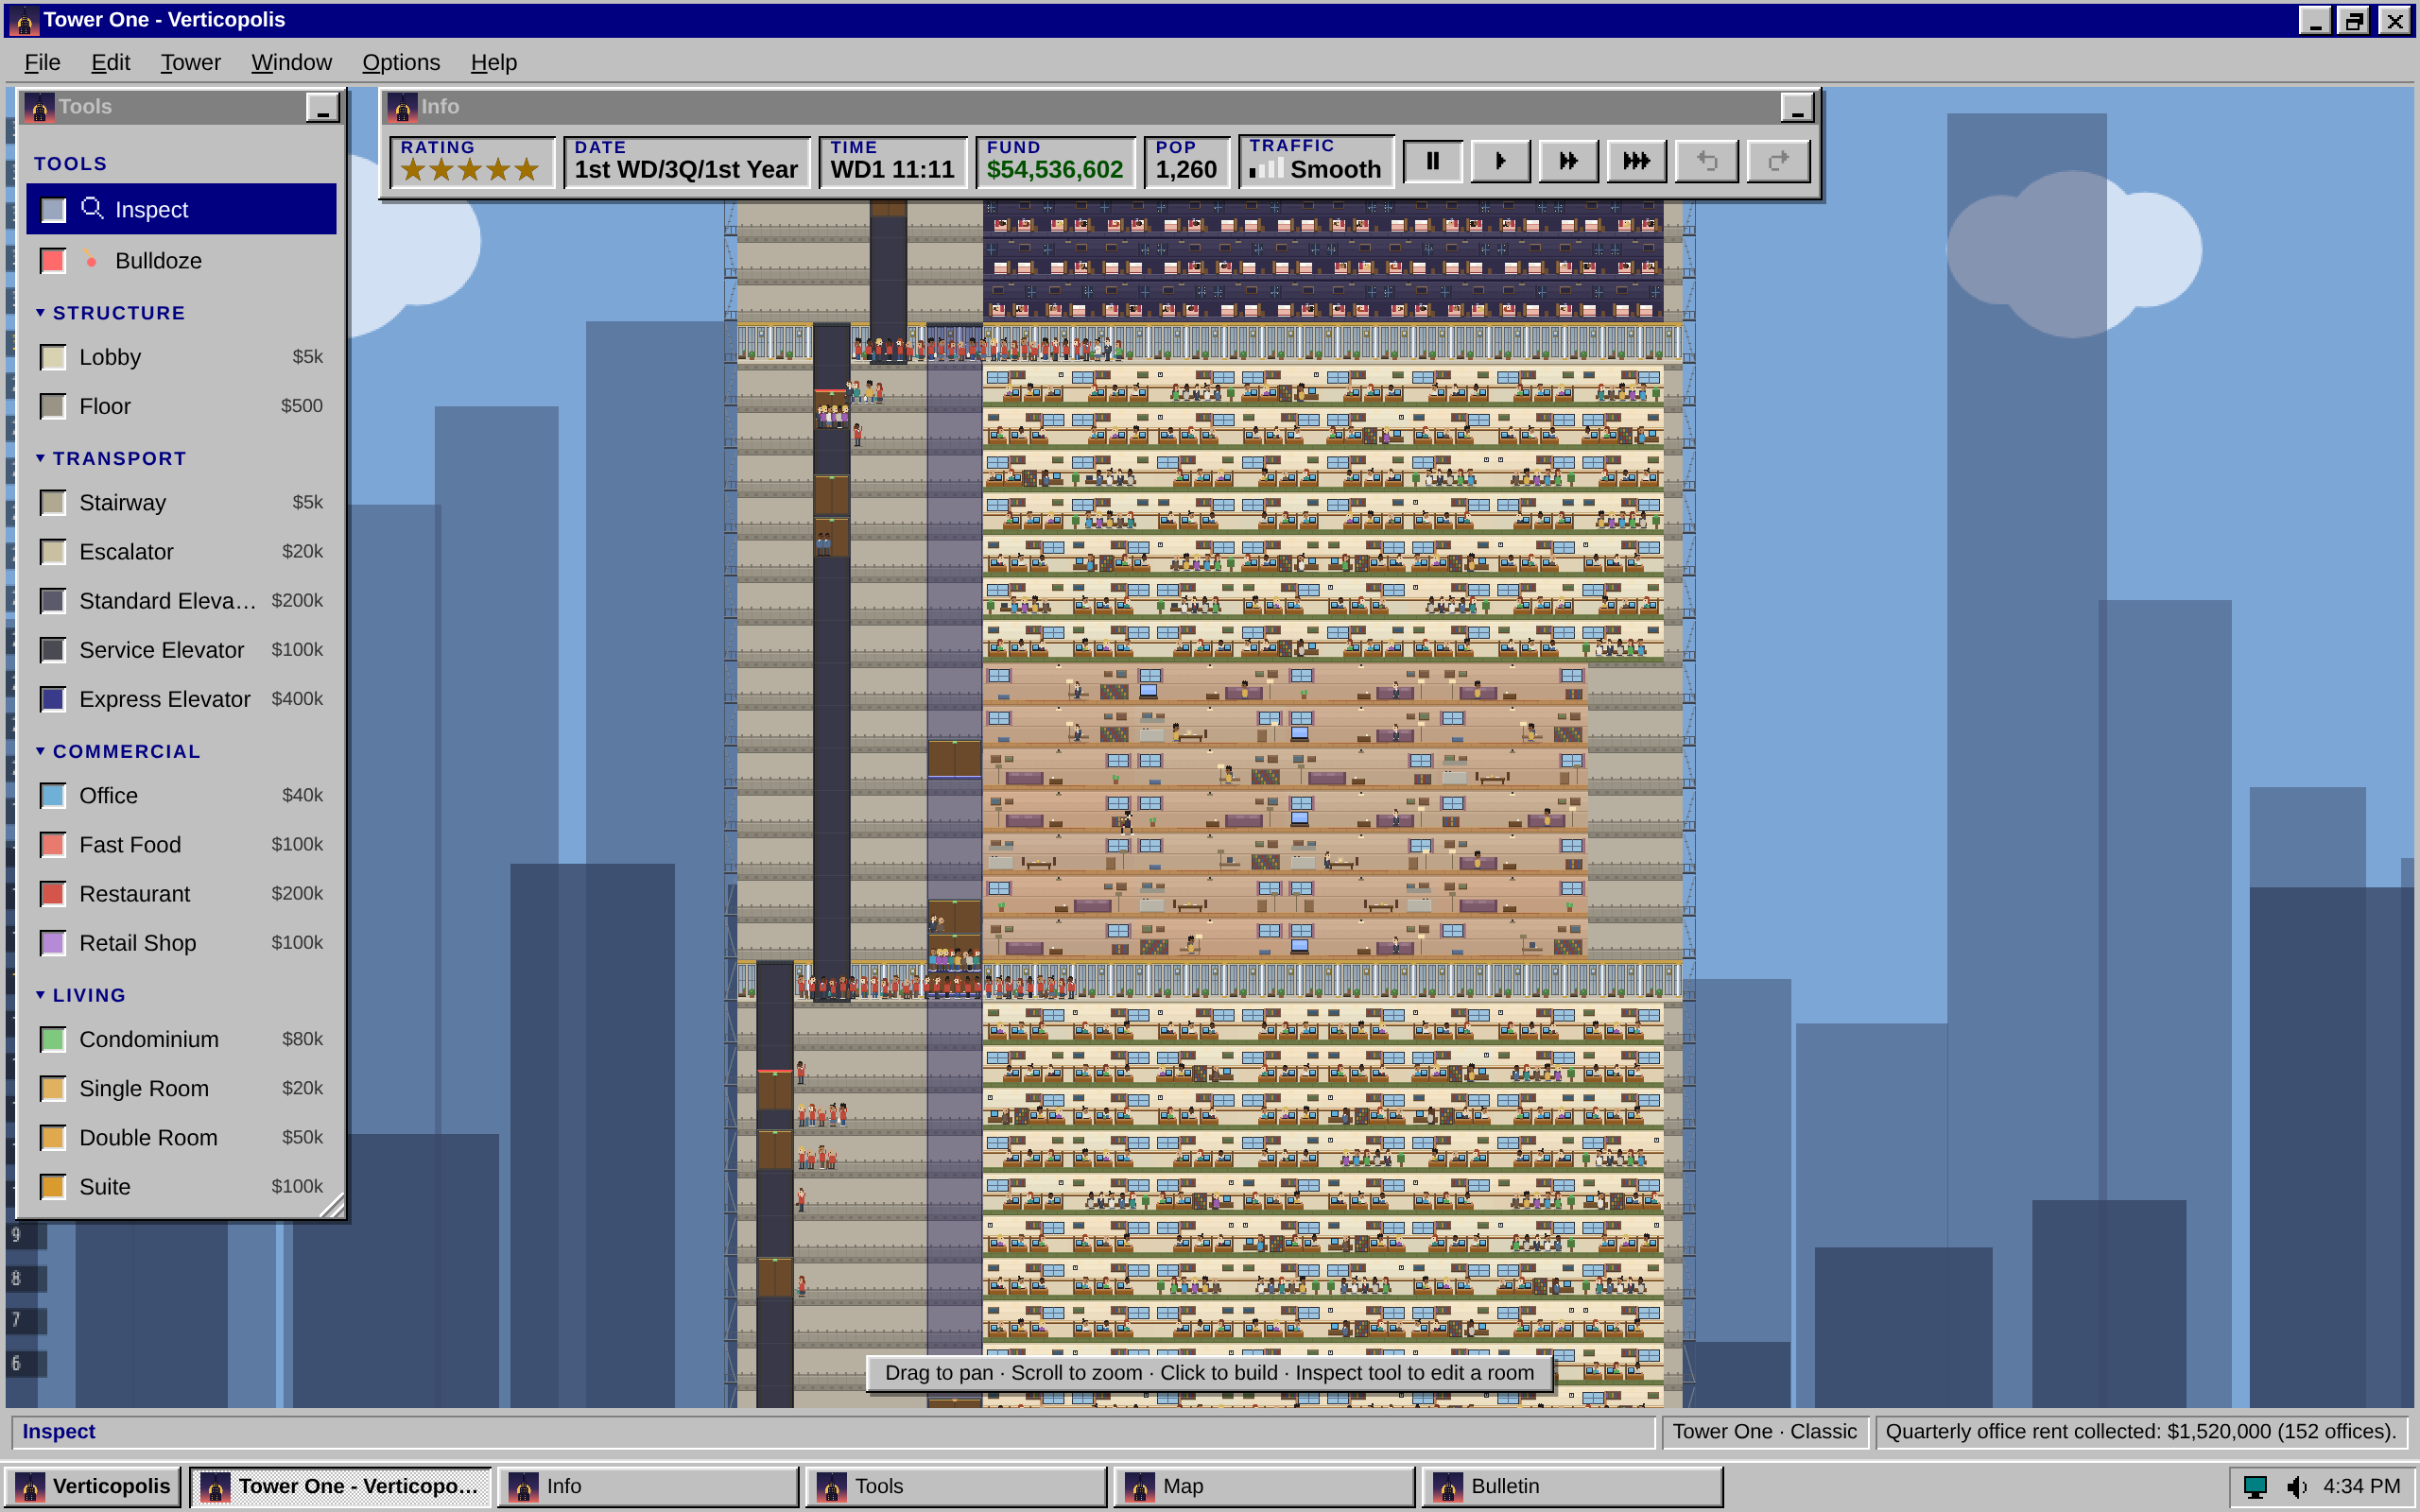 Tower One - Verticopolis
File Edit Tower Window Options Help
Tools
Info
RATING
DATE
1st WD/3Q/1st Year
TIME
WD1 11:11
FUND
$54,536,602
POP
1,260
TRAFFIC
Smooth
TOOLS
Inspect
Bulldoze
STRUCTURE
Lobby $5k
Floor $500
TRANSPORT
Stairway $5k
Escalator $20k
Standard Eleva… $200k
Service Elevator $100k
Express Elevator $400k
COMMERCIAL
Office $40k
Fast Food $100k
Restaurant $200k
Retail Shop $100k
LIVING
Condominium $80k
Single Room $20k
Double Room $50k
Suite $100k
9
8
7
6
Drag to pan · Scroll to zoom · Click to build · Inspect tool to edit a room
Inspect
Tower One · Classic
Quarterly office rent collected: $1,520,000 (152 offices).
Verticopolis
Tower One - Verticopo…
Info
Tools
Map
Bulletin
4:34 PM